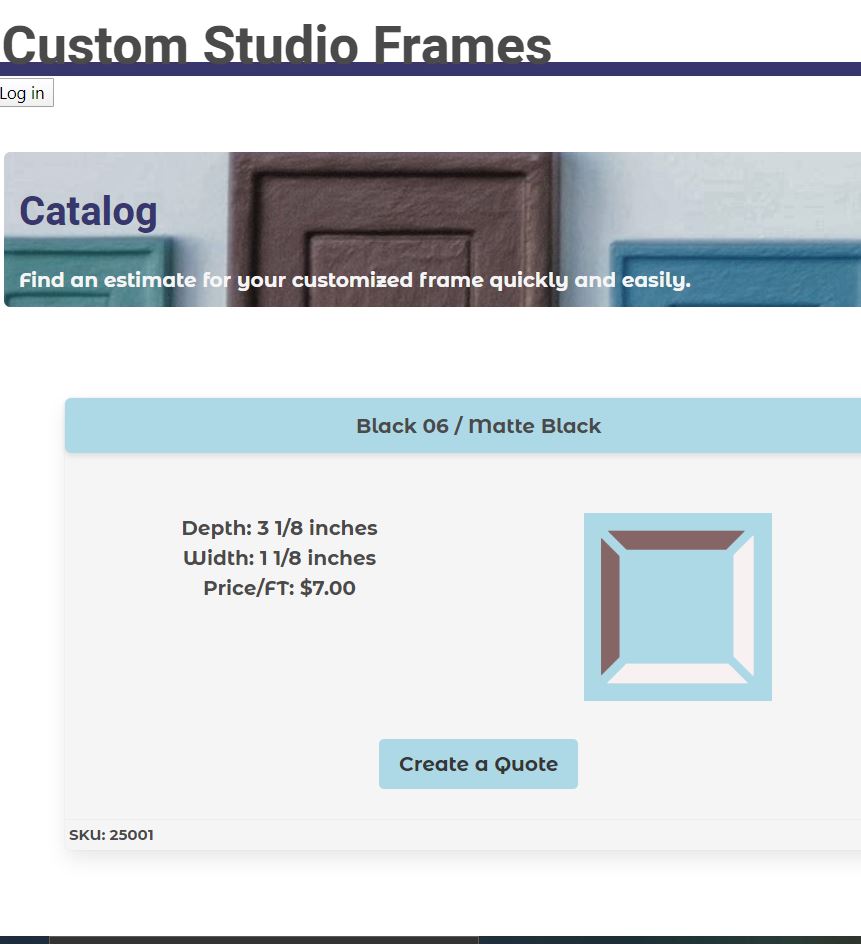 Custom Studio Frames
Log in
Catalog
Find an estimate for your customized frame quickly and easily.
Black 06 / Matte Black
Depth: 3 1/8 inches
Width: 1 1/8 inches
Price/FT: $7.00
Create a Quote
SKU: 25001